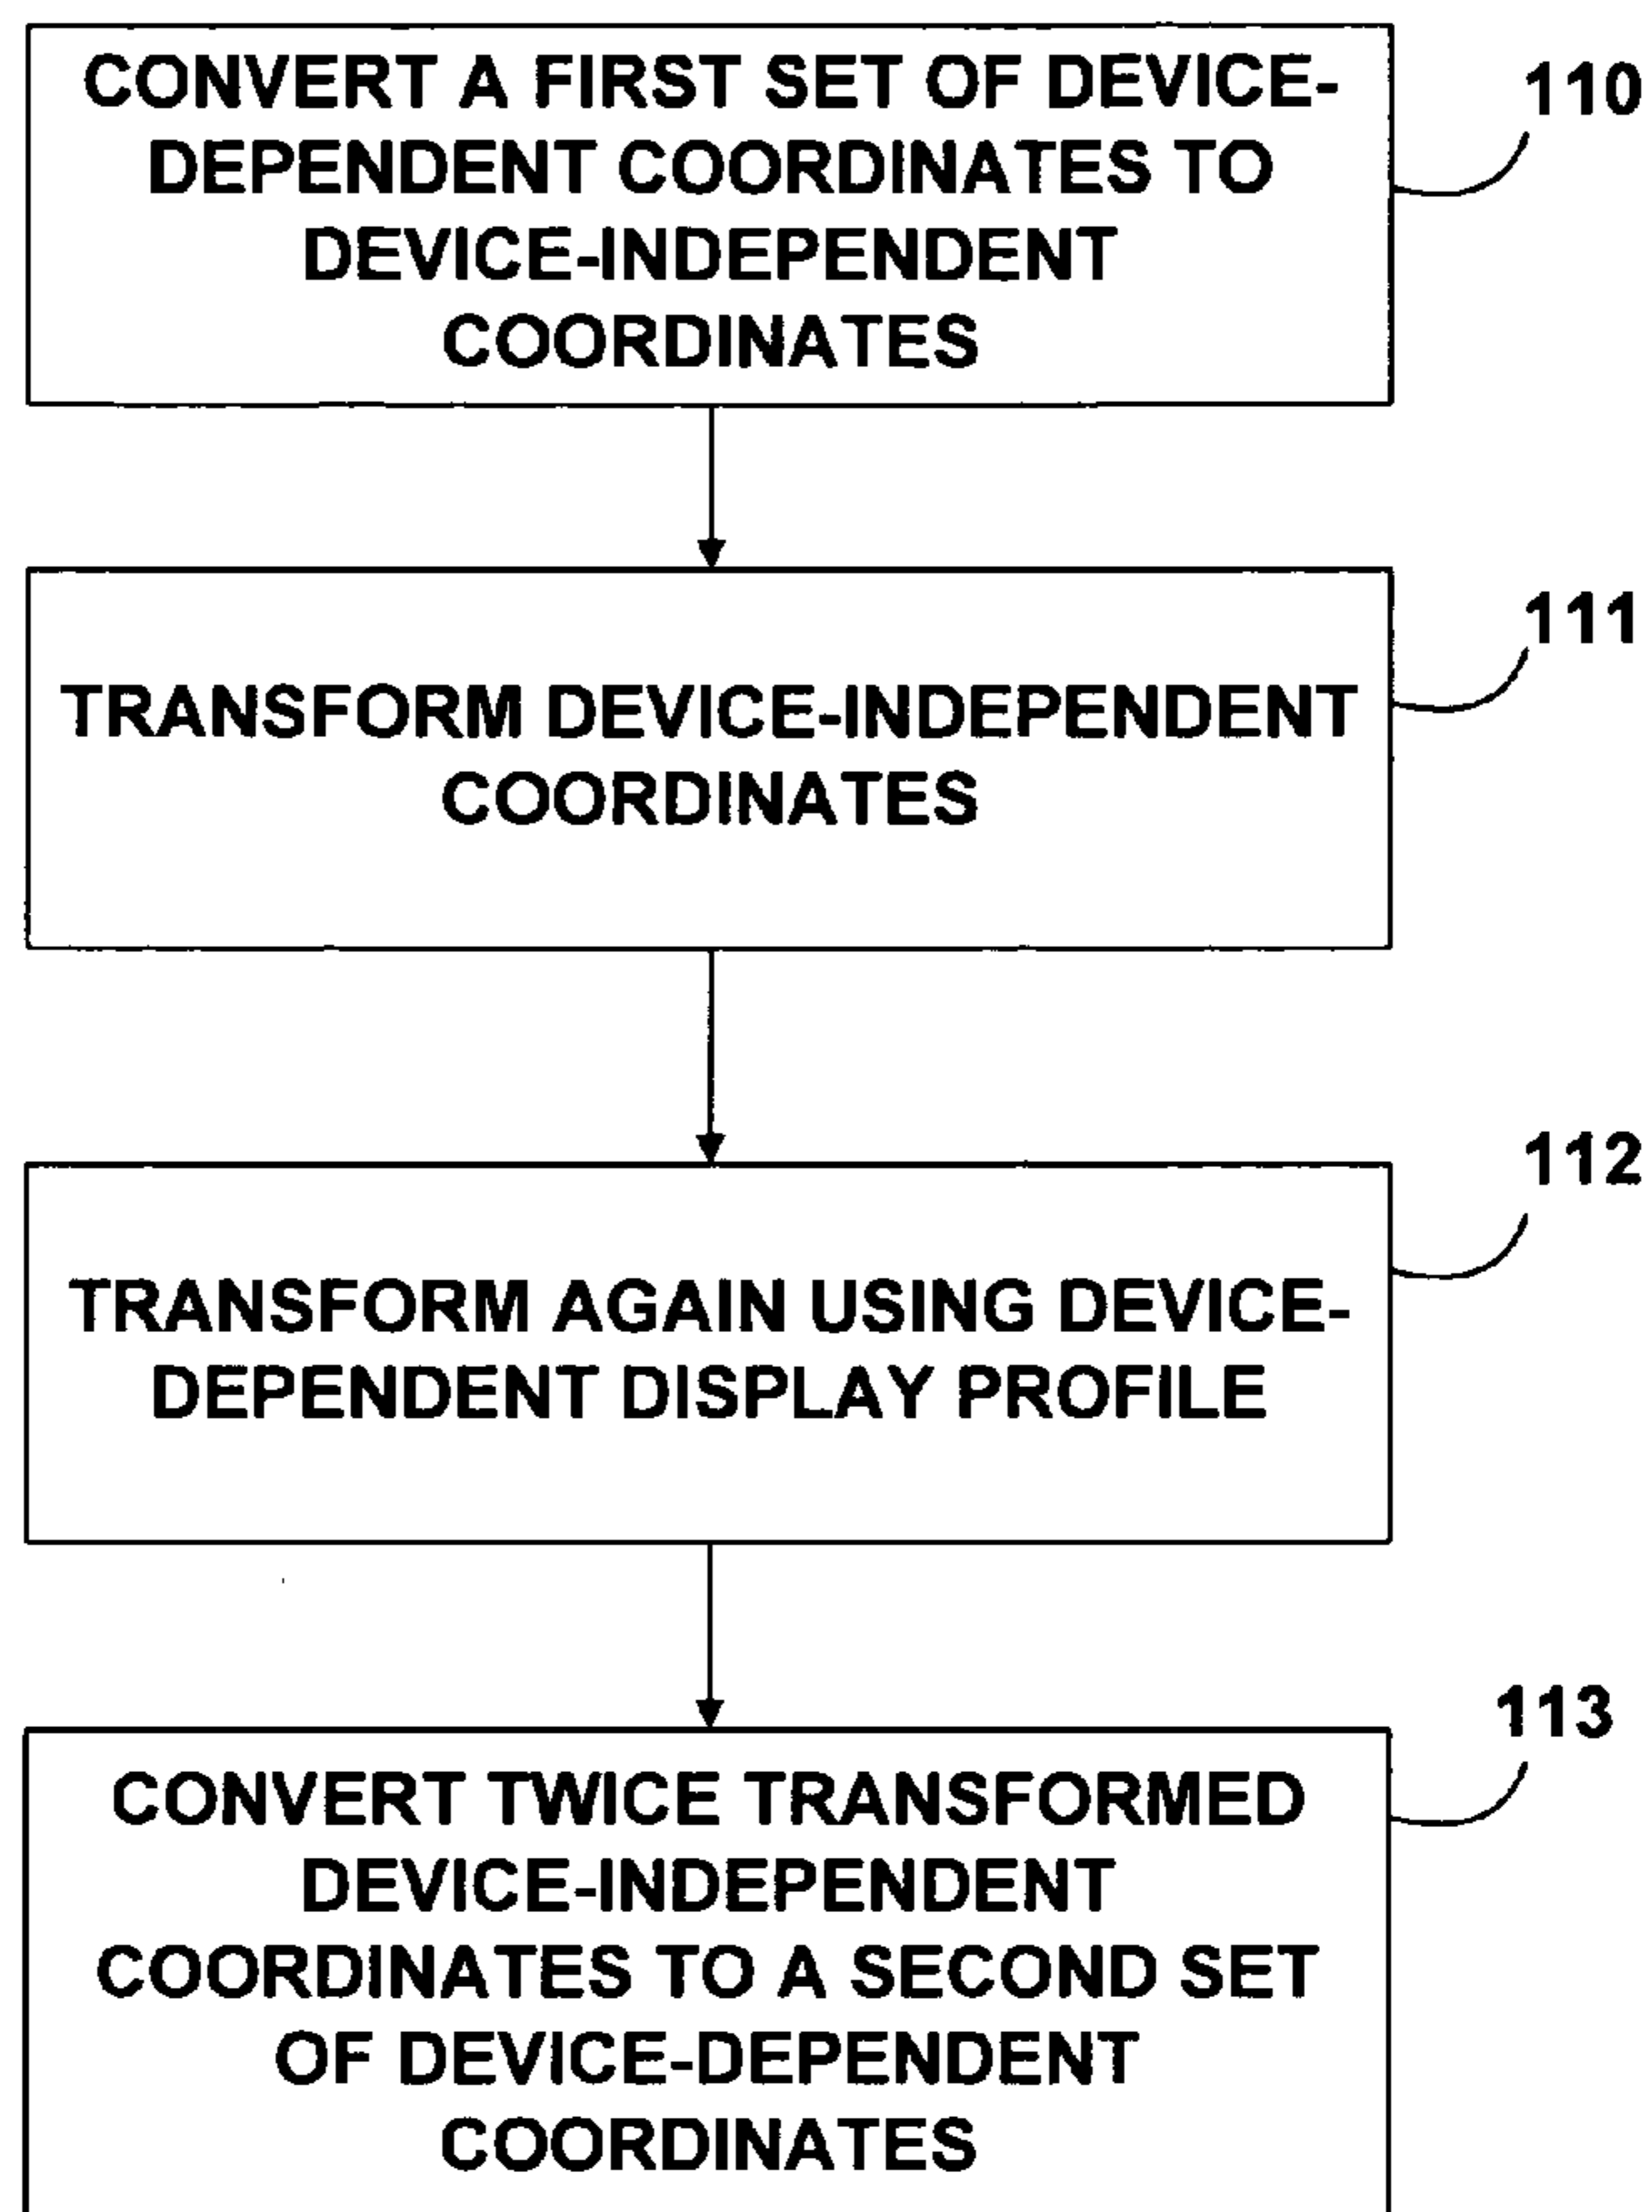 CONVERT A FIRST SET OF DEVICE-
DEPENDENT COORDINATES TO
DEVICE-INDEPENDENT
COORDINATES
110
TRANSFORM DEVICE-INDEPENDENT
COORDINATES
111
TRANSFORM AGAIN USING DEVICE-
DEPENDENT DISPLAY PROFILE
112
CONVERT TWICE TRANSFORMED
DEVICE-INDEPENDENT
COORDINATES TO A SECOND SET
OF DEVICE-DEPENDENT
COORDINATES
113